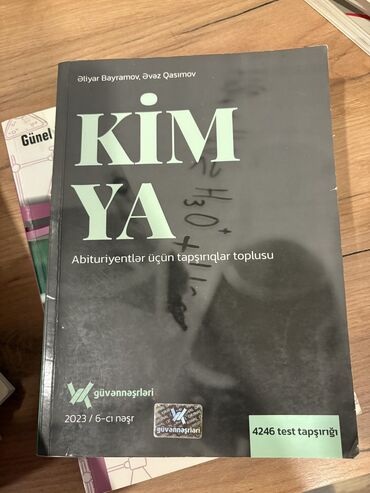 Əliyar Bayramov, Əvəz Qasımov
KİM
YA
H₃O⁺
Abituriyentlər üçün tapşırıqlar toplusu
Günel
güvənnəşrləri
2023 / 6-cı nəşr
güvənnəşrləri
4246 test tapşırığı